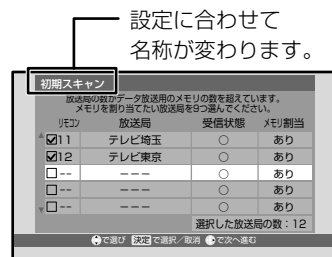 設定に合わせて
名称が変わります。
初期スキャン
放送局の数がデータ放送用のメモリの数を超えています。
メモリを割り当てたい放送局を9つ選んでください。
リモコン 放送局 受信状態 メモリ割当
☑11 テレビ埼玉 ○ あり
☑12 テレビ東京 ○ あり
□-- --- ○ あり
□-- --- ○ あり
□-- --- ○ あり
選択した放送局の数：12
で選び 決定 で選択／取消 で次へ進む